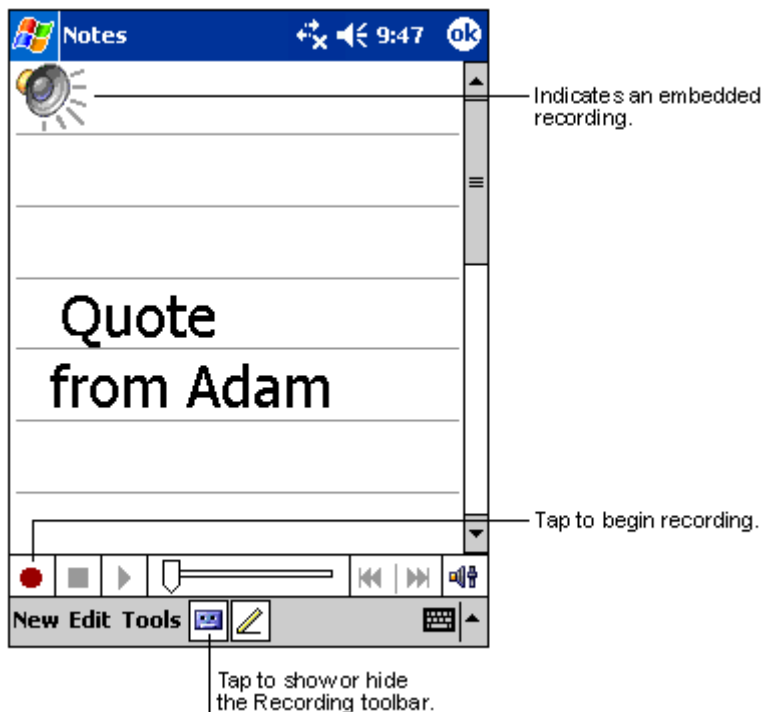 Notes 9:47 ok
Indicates an embedded
recording.
Quote
from Adam
Tap to begin recording.
New Edit Tools
Tap to show or hide
the Recording toolbar.